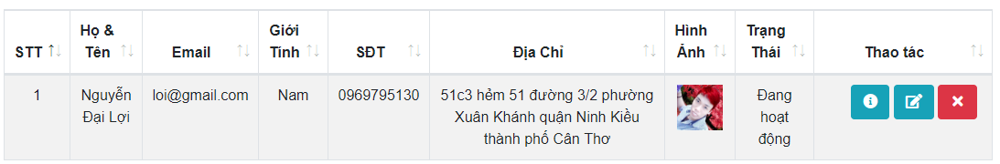 STT
Họ & Tên
Email
Giới Tính
SĐT
Địa Chỉ
Hình Ảnh
Trạng Thái
Thao tác
1
Nguyễn
Đại Lợi
loi@gmail.com
Nam
0969795130
51c3 hẻm 51 đường 3/2 phường
Xuân Khánh quận Ninh Kiều
thành phố Cân Thơ
Đang
hoạt
động